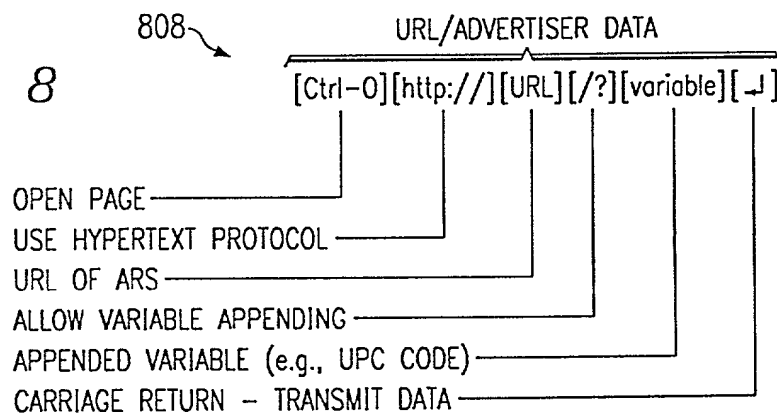 808
URL/ADVERTISER DATA
8
[Ctrl-O][http://][URL][/?][variable][↵]
OPEN PAGE
USE HYPERTEXT PROTOCOL
URL OF ARS
ALLOW VARIABLE APPENDING
APPENDED VARIABLE (e.g., UPC CODE)
CARRIAGE RETURN – TRANSMIT DATA